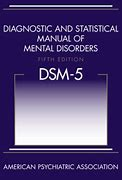 DIAGNOSTIC AND STATISTICAL
MANUAL OF
MENTAL DISORDERS
FIFTH EDITION
DSM-5
AMERICAN PSYCHIATRIC ASSOCIATION